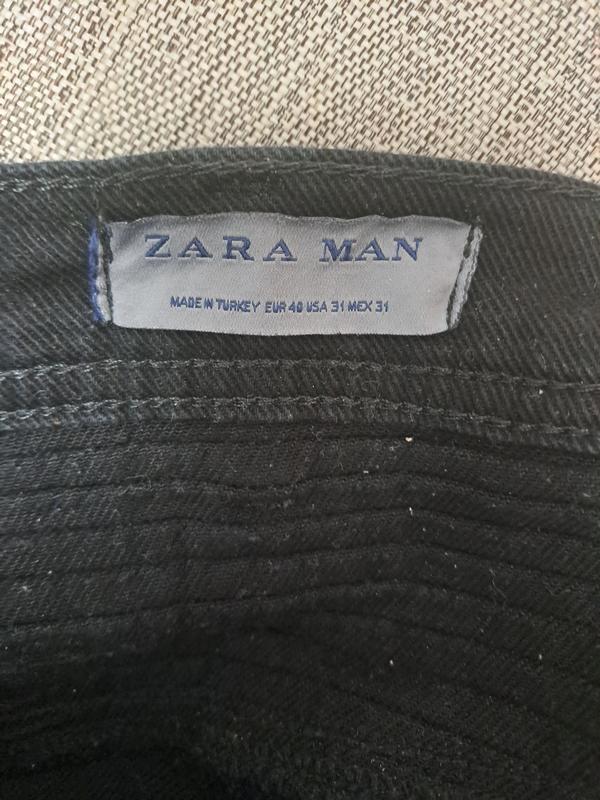 ZARA MAN
MADE IN TURKEY EUR 40 USA 31 MEX 31